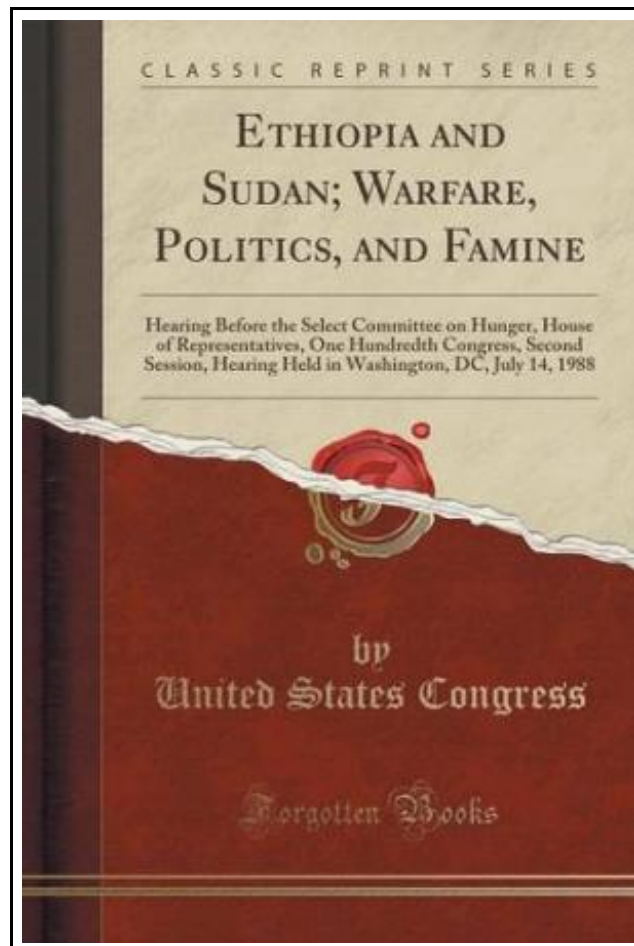 CLASSIC REPRINT SERIES
ETHIOPIA AND
SUDAN; WARFARE,
POLITICS, AND FAMINE
Hearing Before the Select Committee on Hunger, House
of Representatives, One Hundredth Congress, Second
Session, Hearing Held in Washington, DC, July 14, 1988
by
United States Congress
Forgotten Books